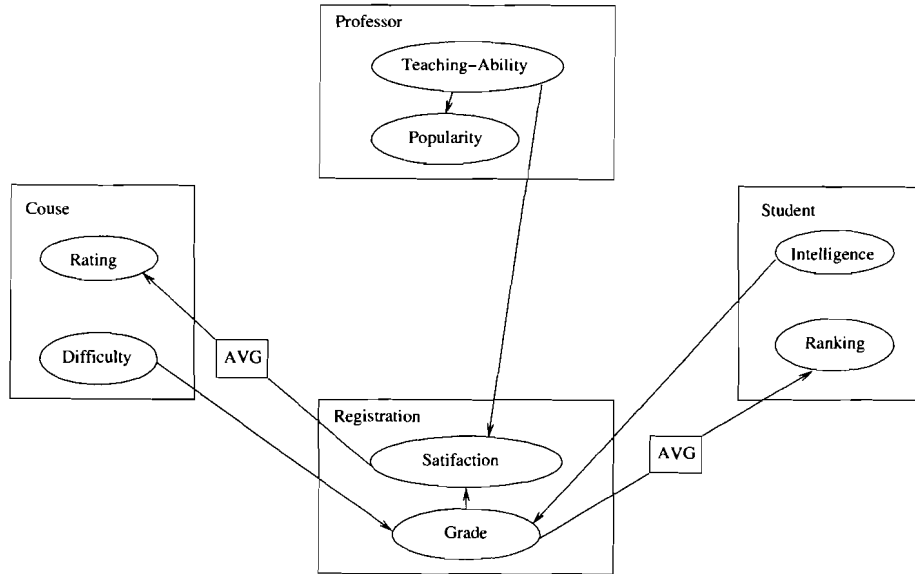 Professor
Teaching-Ability
Popularity
Couse
Rating
Difficulty
AVG
Student
Intelligence
Ranking
AVG
Registration
Satifaction
Grade